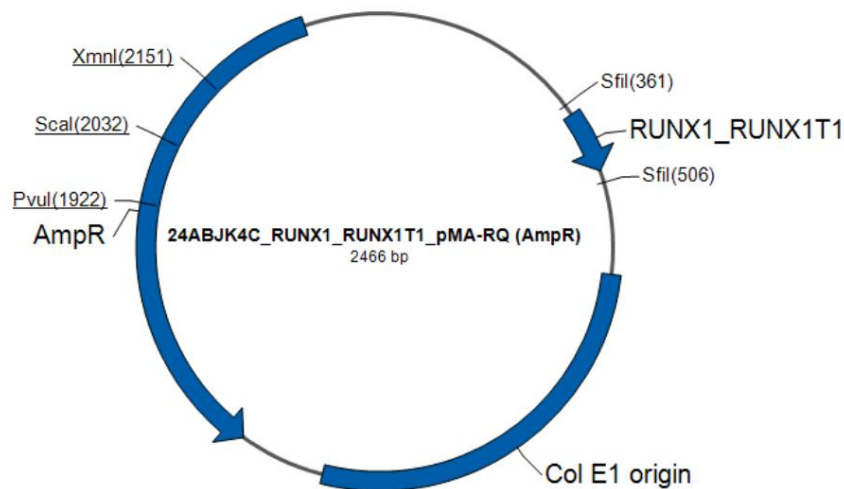 XmnI(2151)
SfiI(361)
RUNX1_RUNX1T1
ScaI(2032)
SfiI(506)
PvuI(1922)
AmpR
24ABJK4C_RUNX1_RUNX1T1_pMA-RQ (AmpR)
2466 bp
Col E1 origin